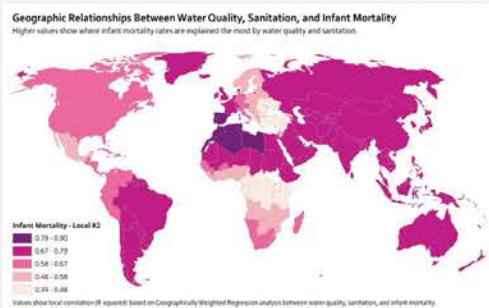 Geographic Relationships Between Water Quality, Sanitation, and Infant Mortality
Higher values show where infant mortality rates are explained the most by water quality and sanitation.
Infant Mortality - Local R2
0.79 - 0.90
0.67 - 0.79
0.58 - 0.67
0.48 - 0.58
0.39 - 0.48
Values show local correlation (R squared) based on Geographically Weighted Regression analysis between water quality, sanitation, and infant mortality.